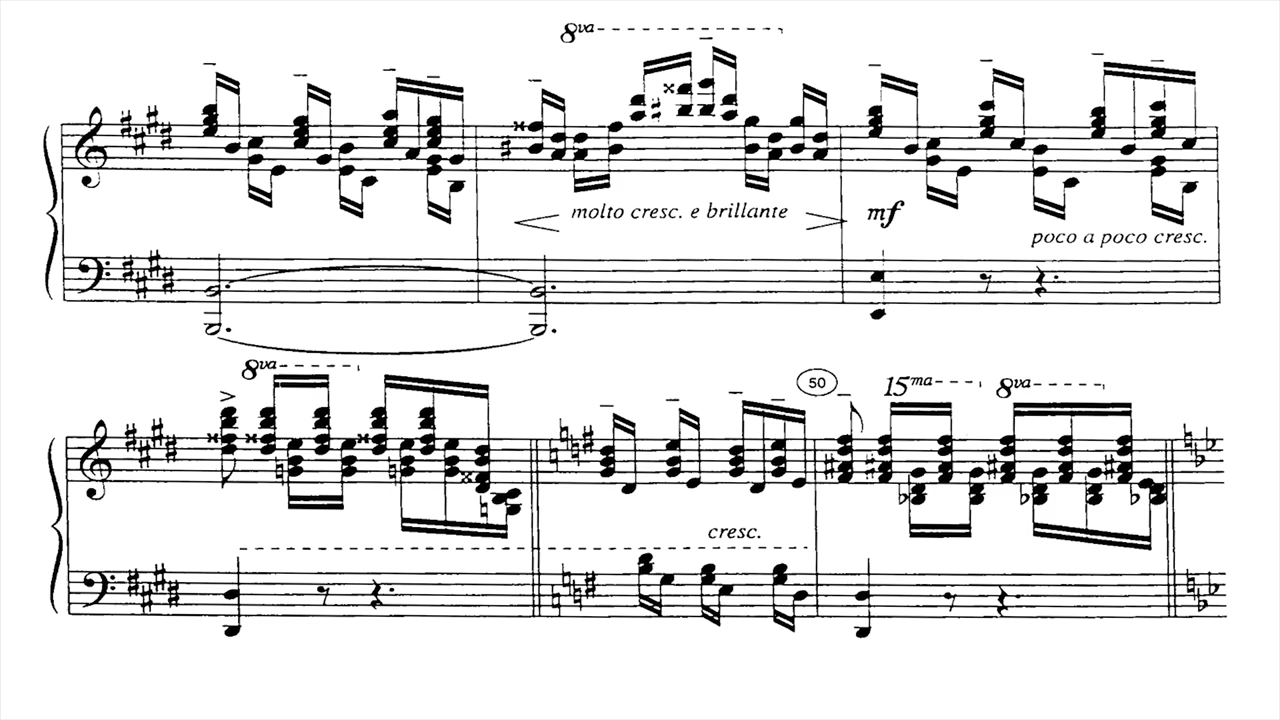 8va
molto cresc. e brillante
mf
poco a poco cresc.
8va
50
15ma
8va
cresc.